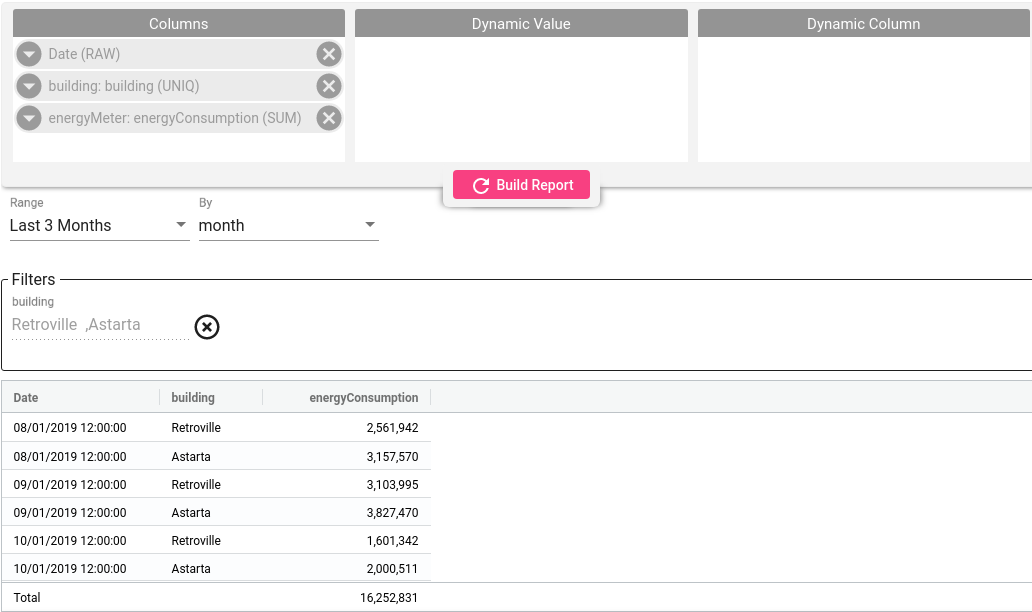 Columns Dynamic Value Dynamic Column
Date (RAW)
building: building (UNIQ)
energyMeter: energyConsumption (SUM)
Build Report
Range By
Last 3 Months month
Filters
building
Retroville ,Astarta
Date building energyConsumption
08/01/2019 12:00:00 Retroville 2,561,942
08/01/2019 12:00:00 Astarta 3,157,570
09/01/2019 12:00:00 Retroville 3,103,995
09/01/2019 12:00:00 Astarta 3,827,470
10/01/2019 12:00:00 Retroville 1,601,342
10/01/2019 12:00:00 Astarta 2,000,511
Total 16,252,831